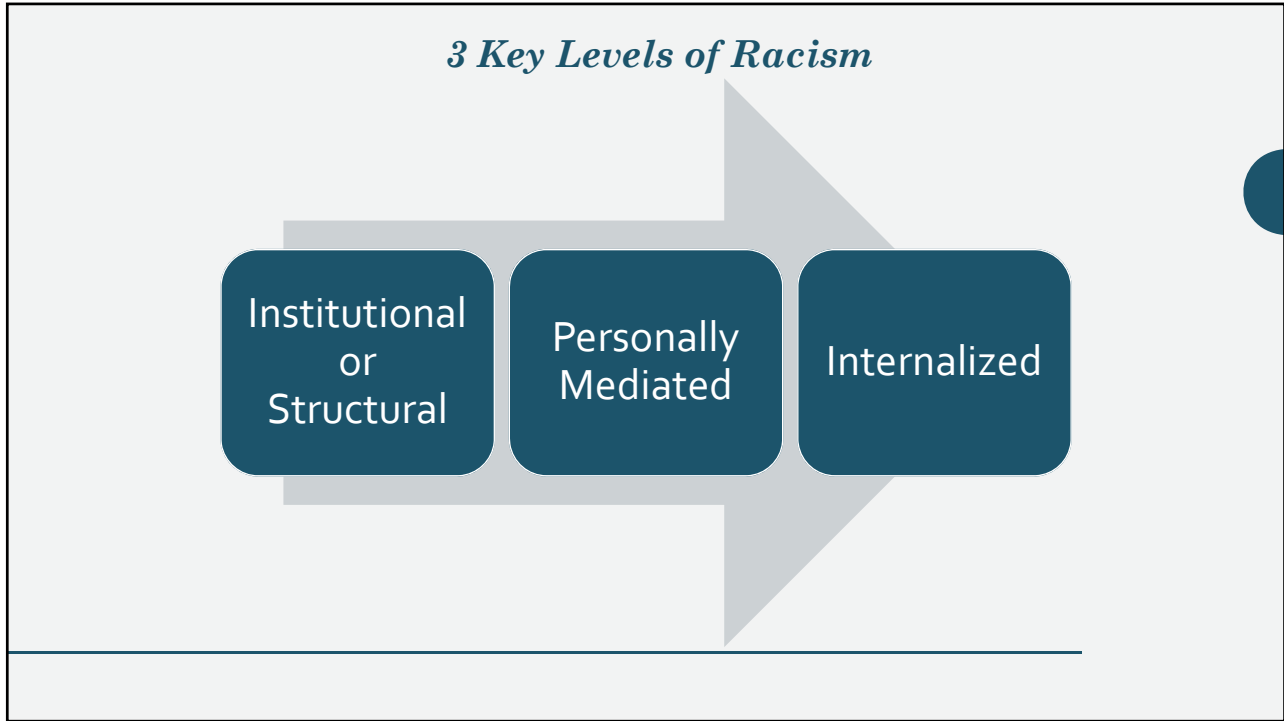 3 Key Levels of Racism
Institutional
or
Structural
Personally
Mediated
Internalized